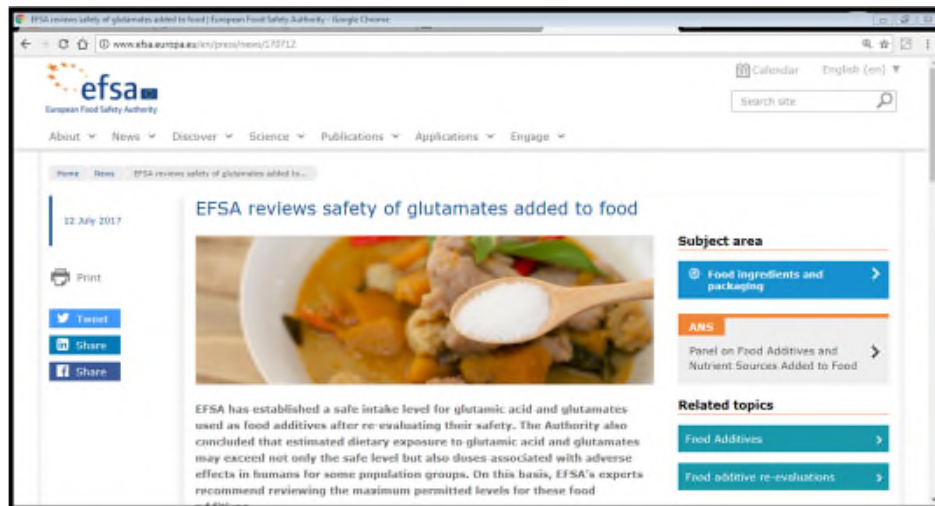 EFSA reviews safety of glutamates added to food | European Food Safety Authority - Google Chrome
www.efsa.europa.eu/en/press/news/170712
efsa
European Food Safety Authority
Calendar English (en) ▼
Search site
About News Discover Science Publications Applications Engage
Home News EFSA reviews safety of glutamates added to...
12 July 2017
Print
Tweet
Share
Share
EFSA reviews safety of glutamates added to food
EFSA has established a safe intake level for glutamic acid and glutamates
used as food additives after re-evaluating their safety. The Authority also
concluded that estimated dietary exposure to glutamic acid and glutamates
may exceed not only the safe level but also doses associated with adverse
effects in humans for some population groups. On this basis, EFSA's experts
recommend reviewing the maximum permitted levels for these food
Subject area
Food ingredients and
packaging
ANS
Panel on Food Additives and
Nutrient Sources Added to Food
Related topics
Food Additives
Food additive re-evaluations